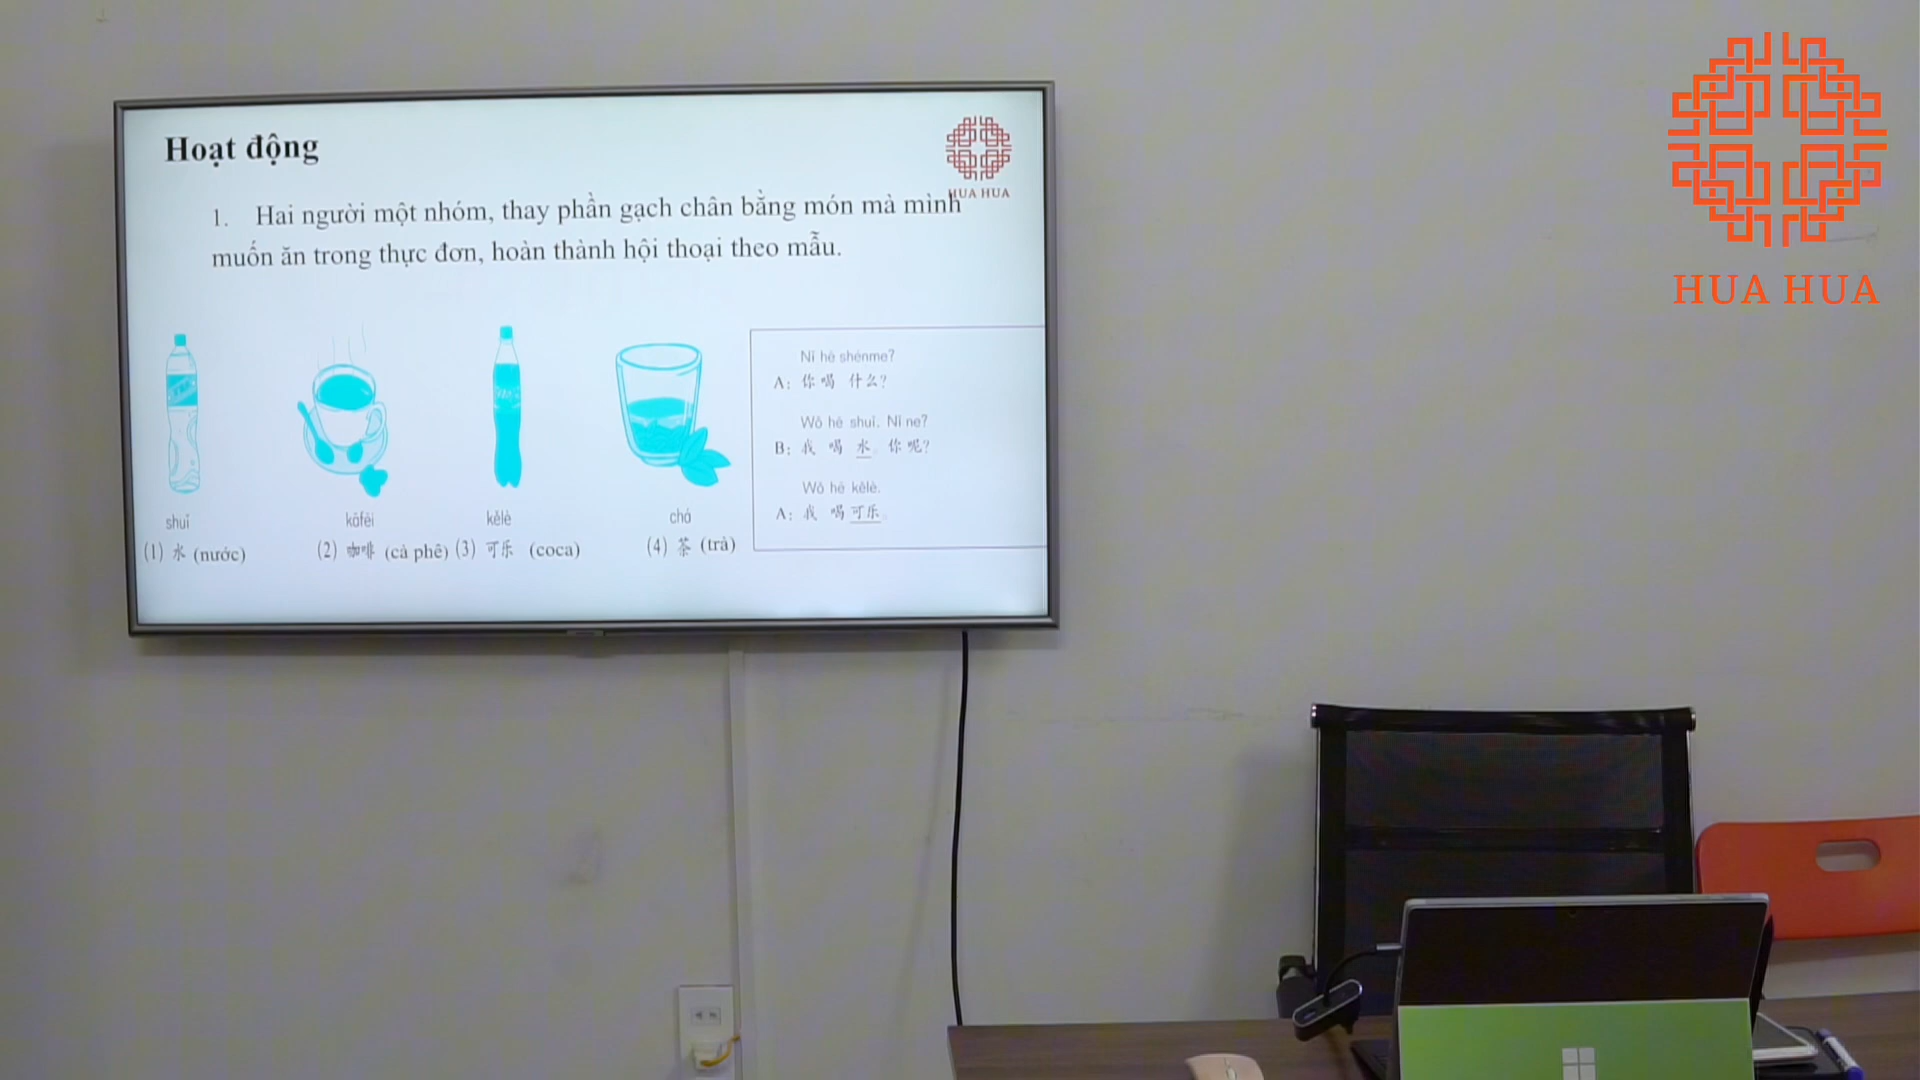 Hoạt động
HUA HUA
1. Hai người một nhóm, thay phần gạch chân bằng món mà mình
muốn ăn trong thực đơn, hoàn thành hội thoại theo mẫu.
Nǐ hē shénme?
A: 你 喝 什么?
Wǒ hē shuǐ. Nǐ ne?
B: 我 喝 水。你呢?
Wǒ hē kělè.
A: 我 喝 可乐。
shuǐ
(1) 水 (nước)
kāfēi
(2) 咖啡 (cà phê)
kělè
(3) 可乐 (coca)
chá
(4) 茶 (trà)
HUA HUA